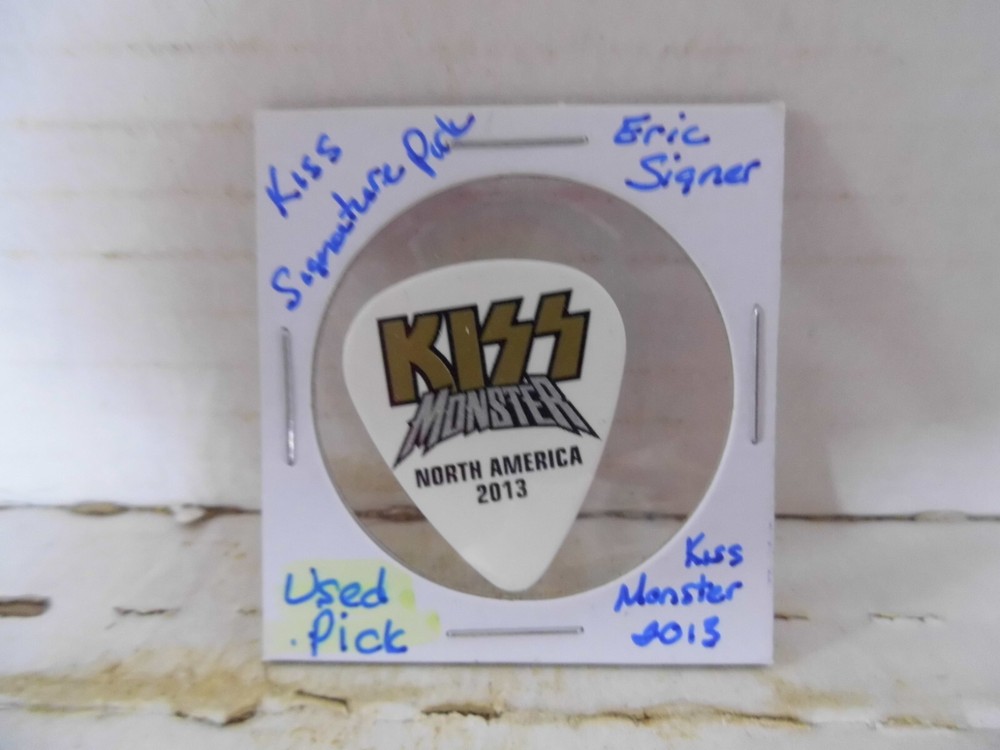 Kiss
Signature Pick
Eric
Signer
KISS
MONSTER
NORTH AMERICA
2013
Used
.Pick
Kiss
Monster
2013